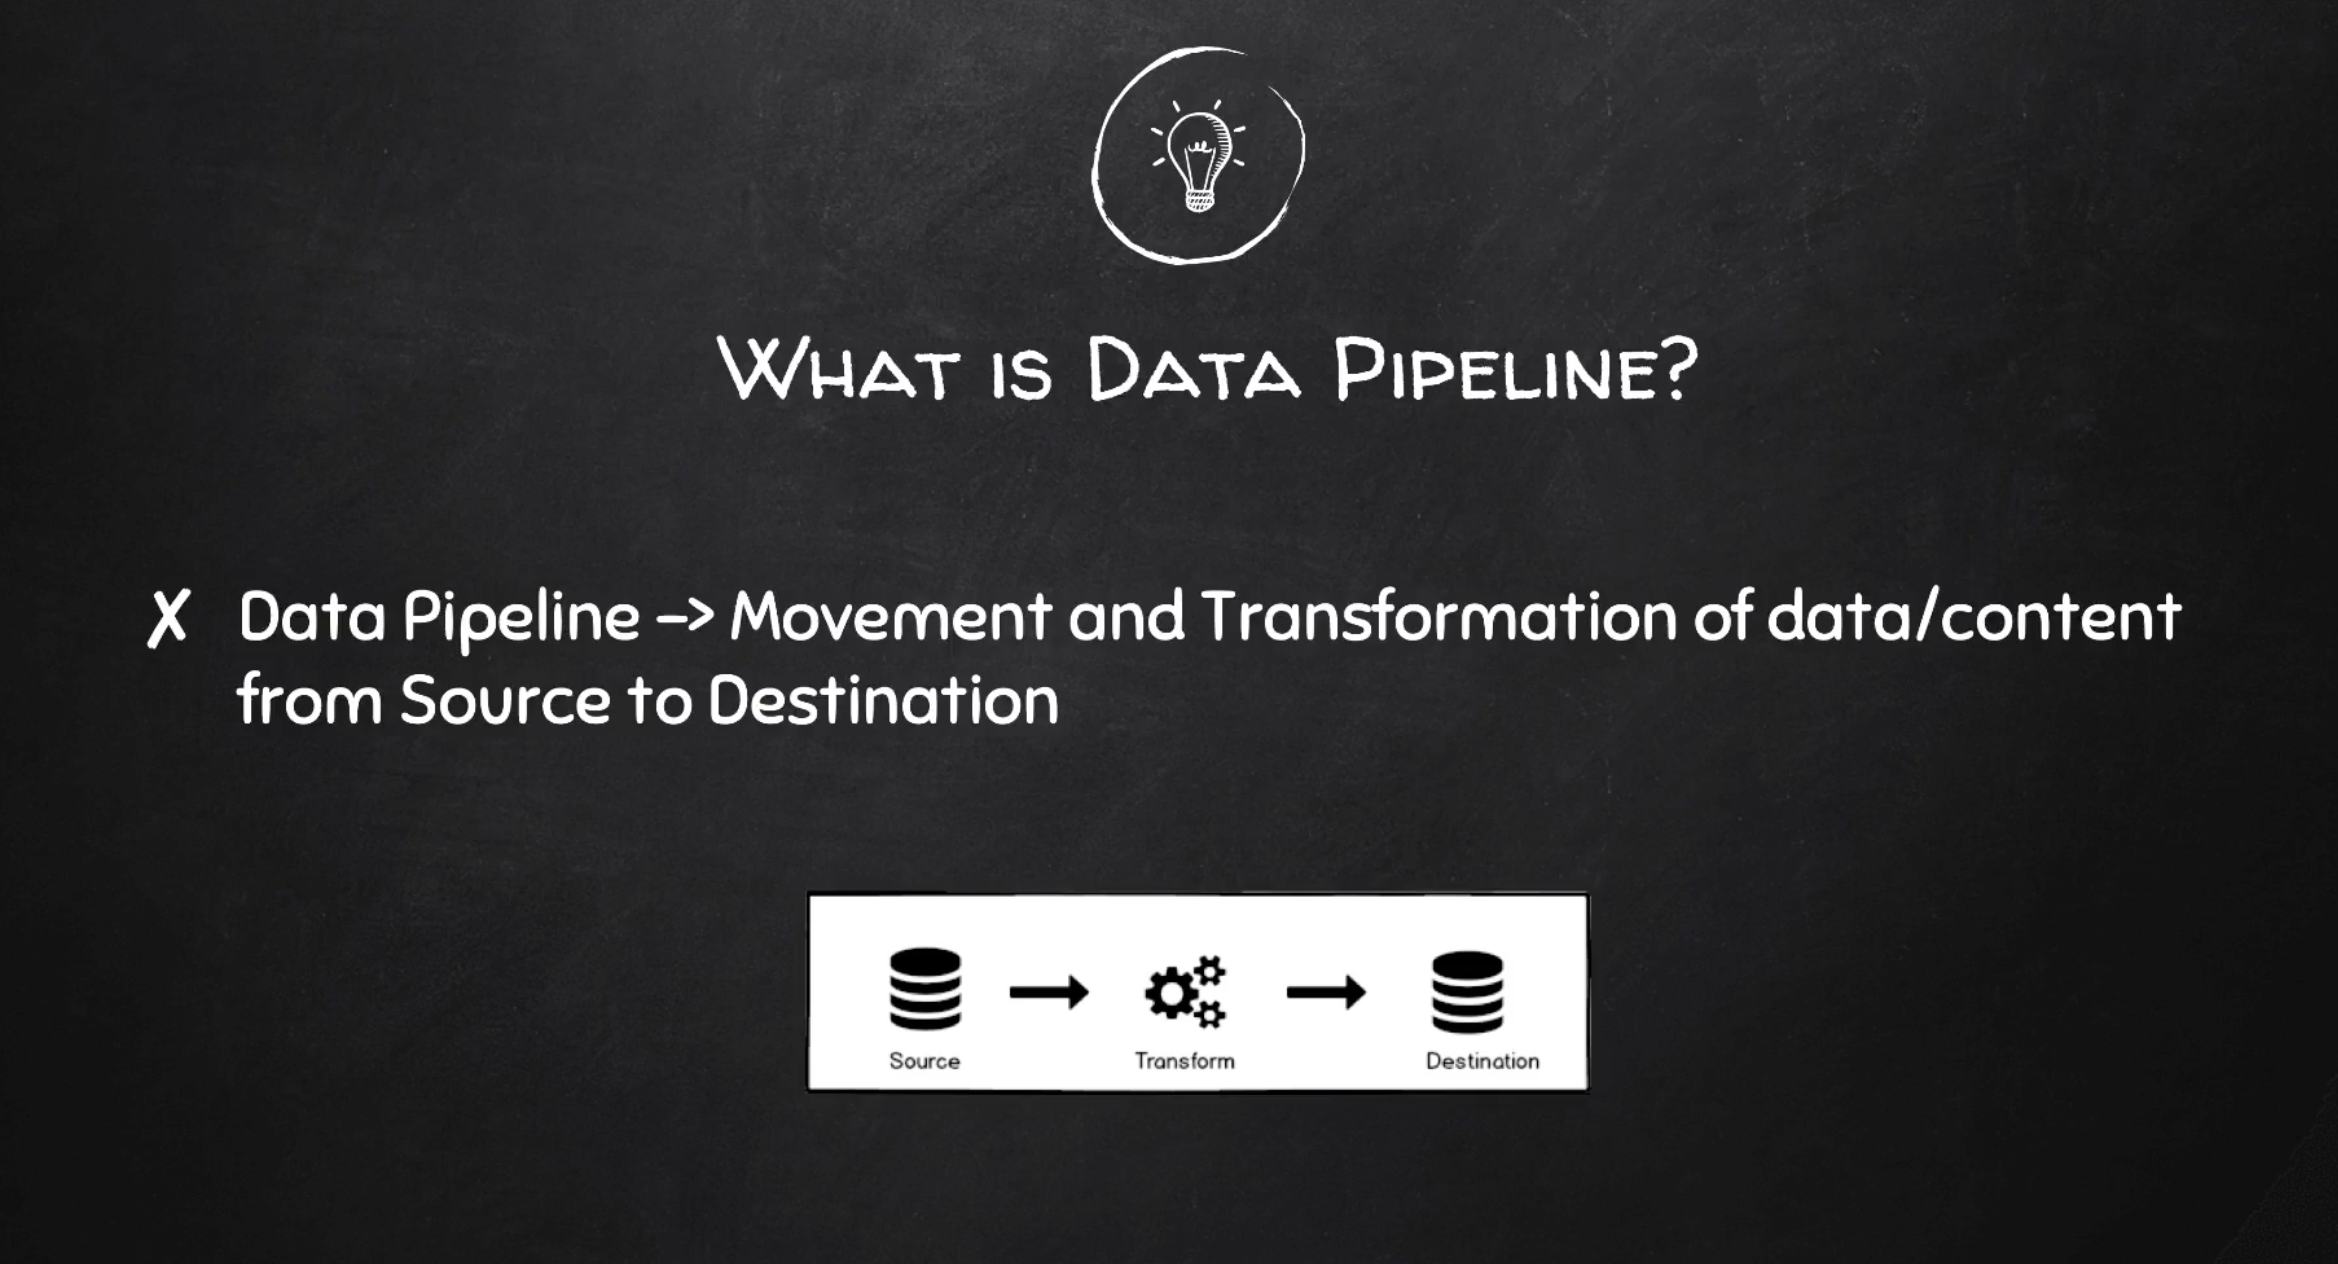 What is Data Pipeline?
✗ Data Pipeline -> Movement and Transformation of data/content
from Source to Destination
Source Transform Destination